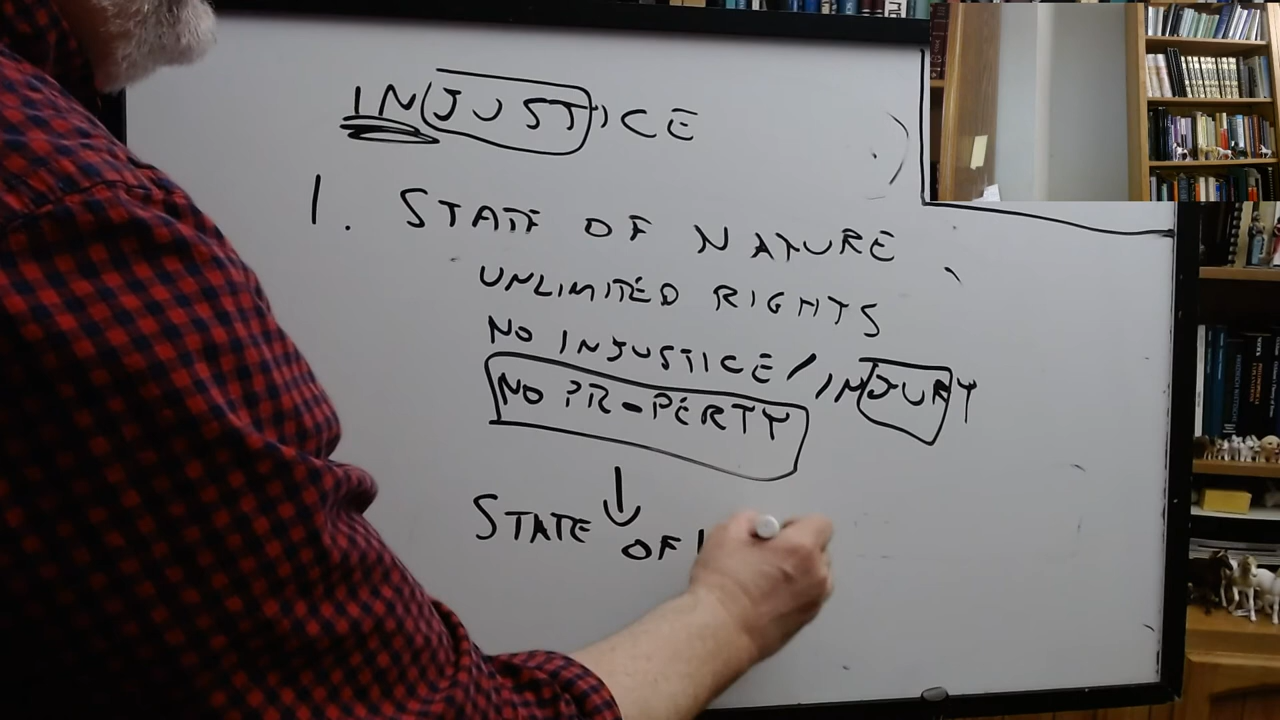 INJUSTICE
1. STATE OF NATURE
UNLIMITED RIGHTS
NO INJUSTICE / INJURY
NO PROPERTY
STATE OF